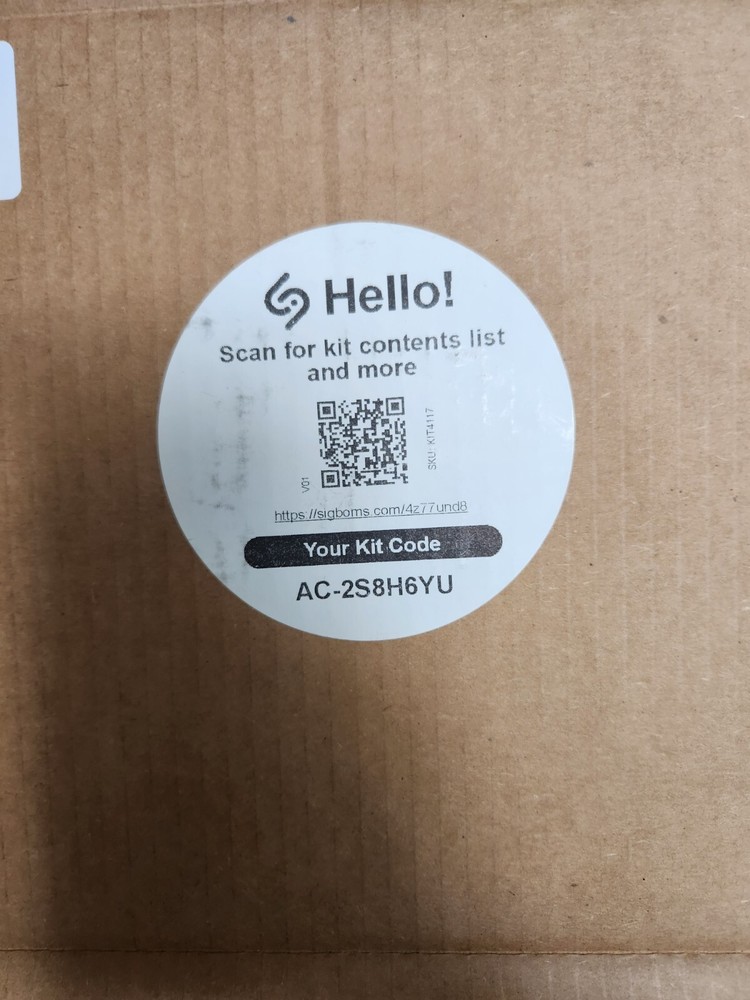 Hello!
Scan for kit contents list
and more
V01
SKU: KIT4117
https://sigboms.com/4z77und8
Your Kit Code
AC-2S8H6YU